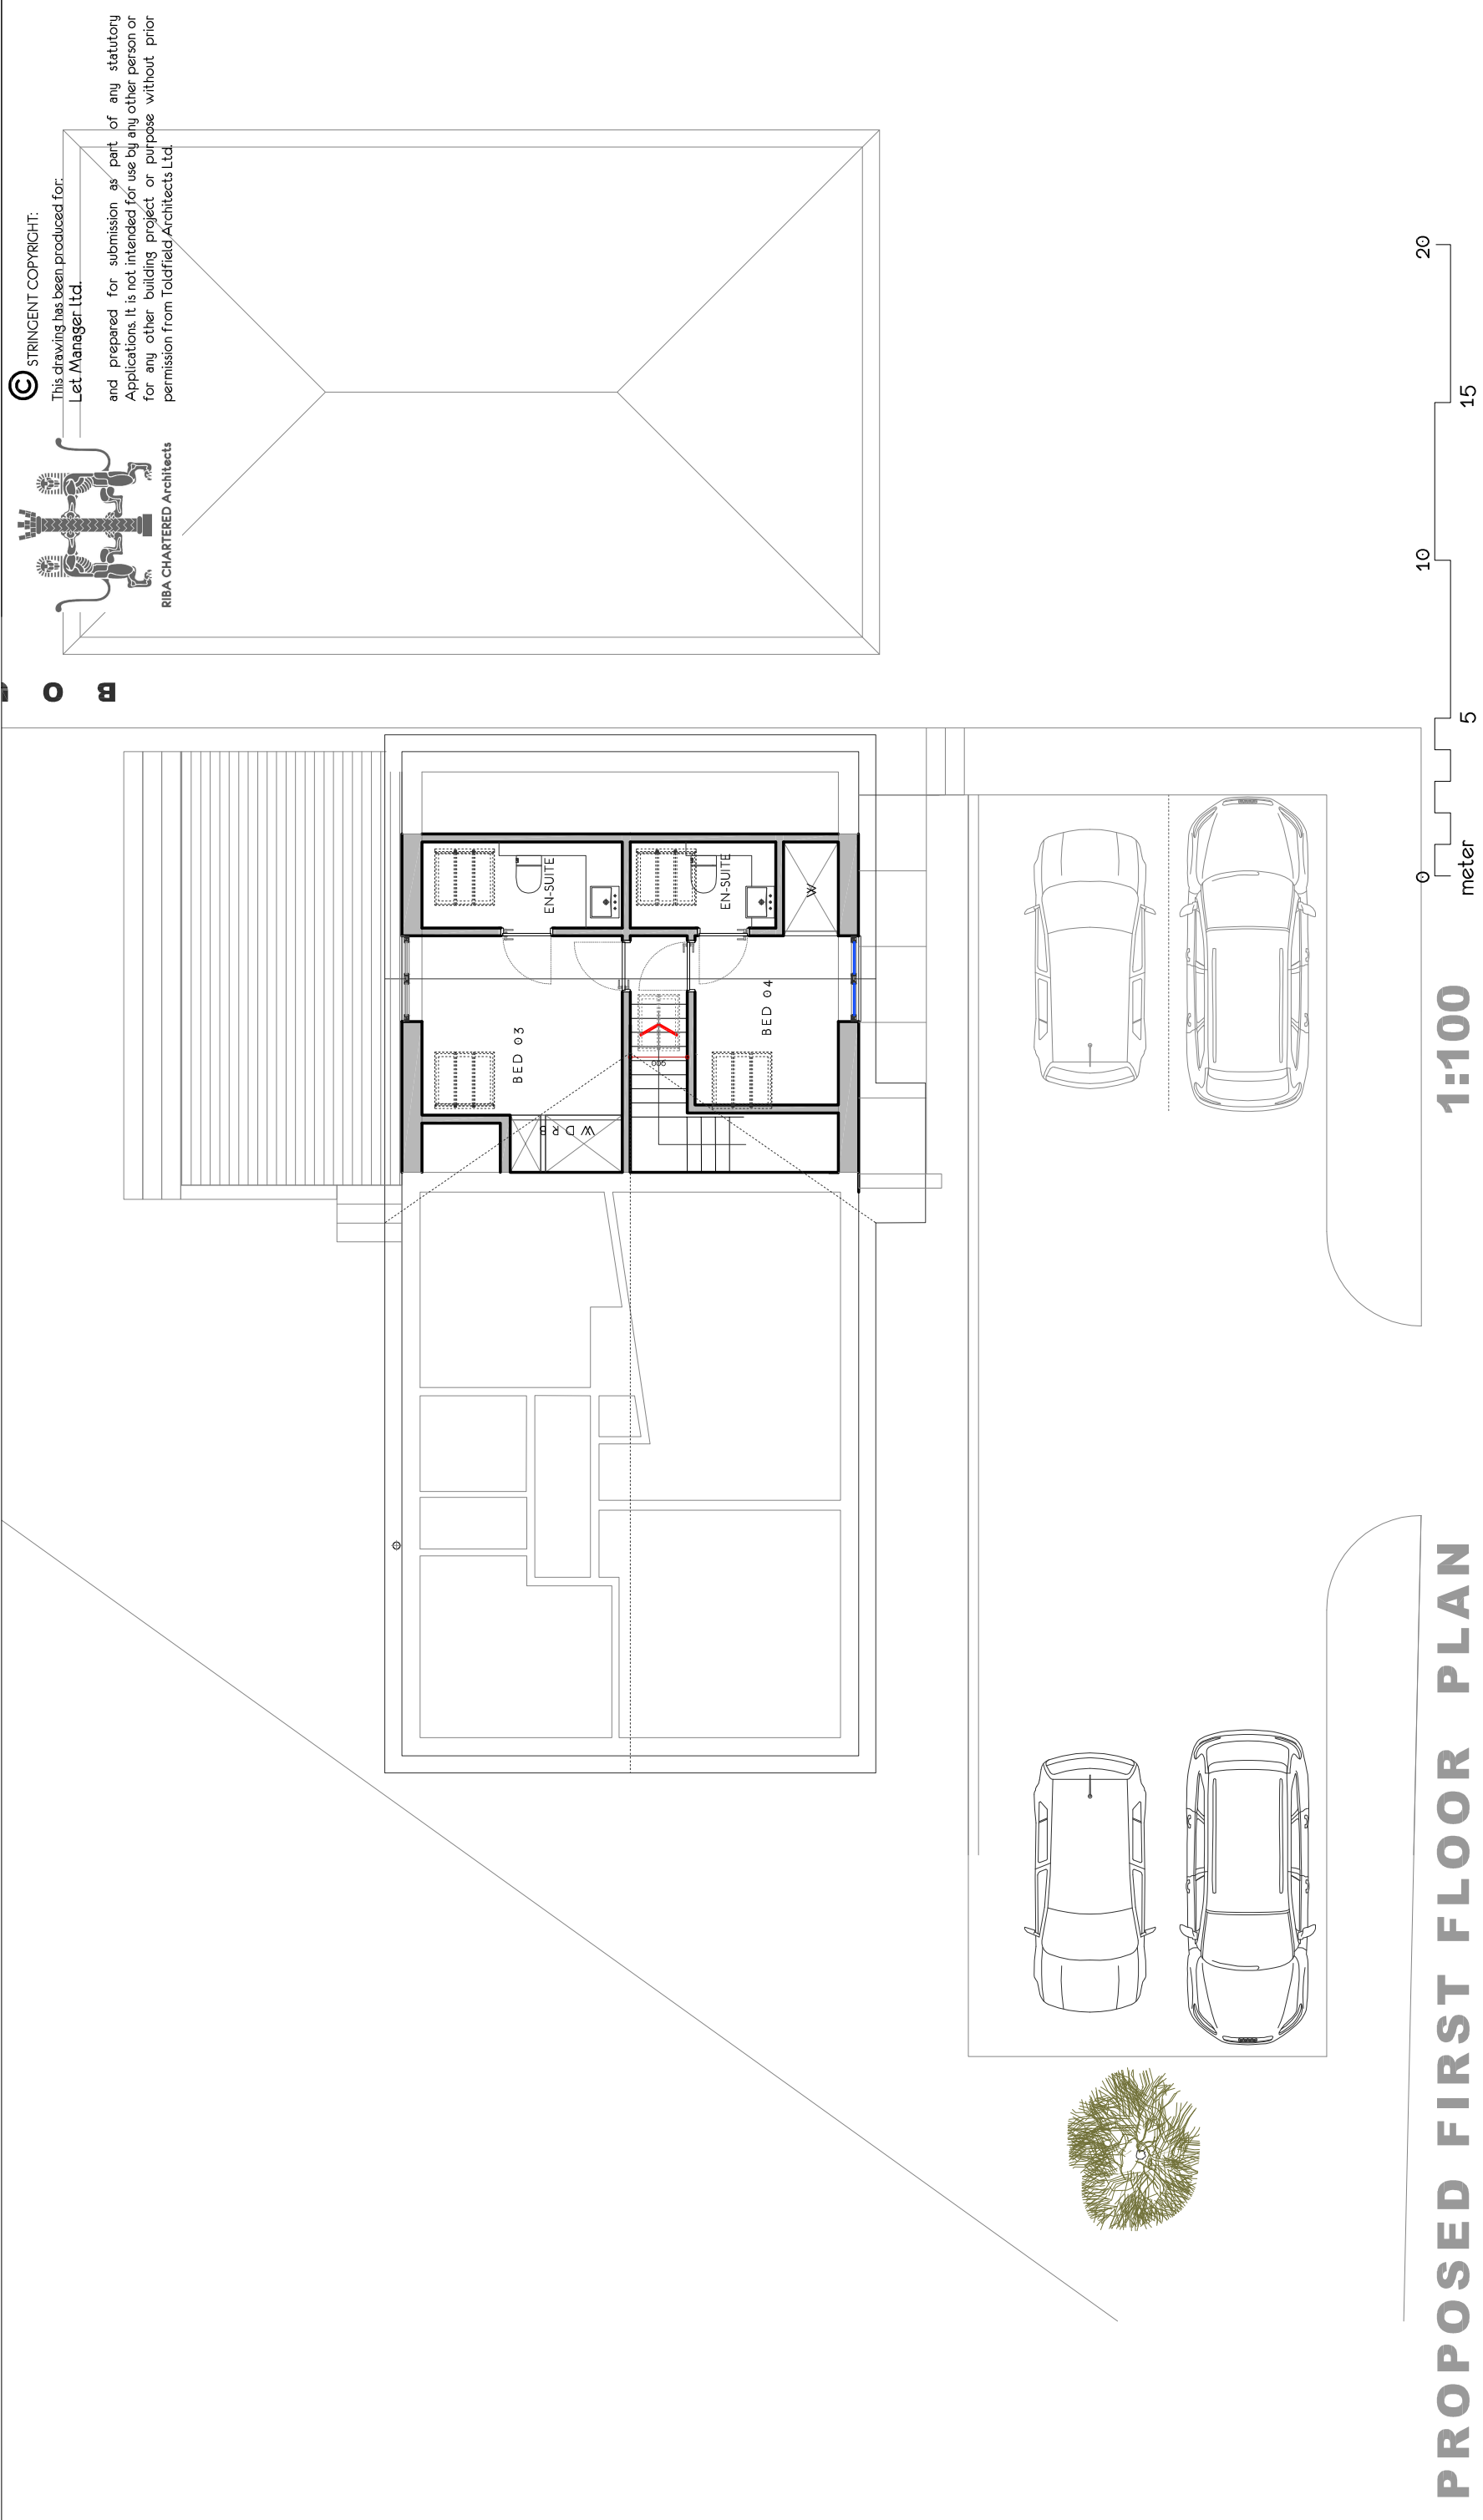 © STRINGENT COPYRIGHT:
This drawing has been produced for:
Let Manager ltd.
and prepared for submission as part of any statutory
Applications. It is not intended for use by any other person or
for any other building project or purpose without prior
permission from Toldfield Architects Ltd.
RIBA CHARTERED Architects
B O
EN-SUITE
EN-SUITE
W
BED 03
BED 04
900
WDRB
0
5
10
15
20
meter
PROPOSED FIRST FLOOR PLAN 1:100